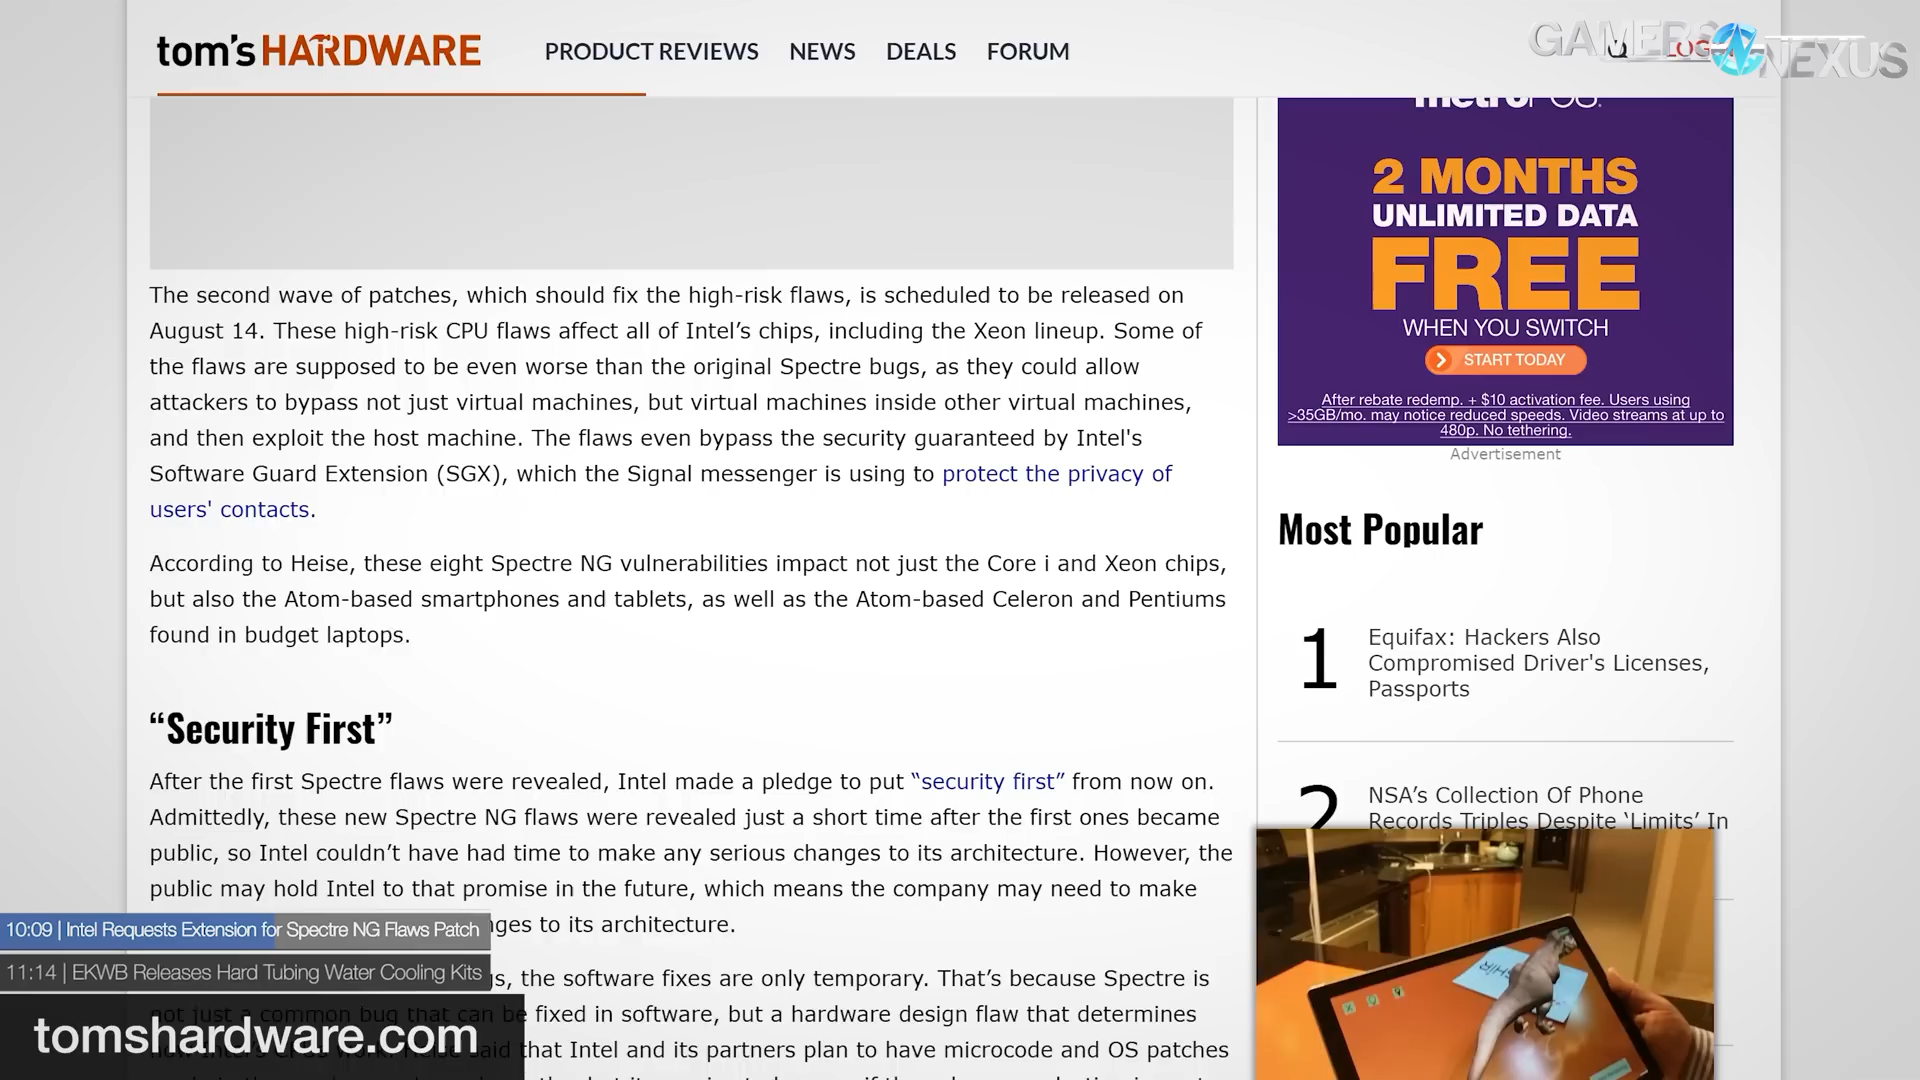 tom's HARDWARE
PRODUCT REVIEWS NEWS DEALS FORUM
GAMERS NEXUS
metroPCS.
2 MONTHS
UNLIMITED DATA
FREE
WHEN YOU SWITCH
START TODAY
After rebate redemp. + $10 activation fee. Users using
>35GB/mo. may notice reduced speeds. Video streams at up to
480p. No tethering.
Advertisement
The second wave of patches, which should fix the high-risk flaws, is scheduled to be released on
August 14. These high-risk CPU flaws affect all of Intel’s chips, including the Xeon lineup. Some of
the flaws are supposed to be even worse than the original Spectre bugs, as they could allow
attackers to bypass not just virtual machines, but virtual machines inside other virtual machines,
and then exploit the host machine. The flaws even bypass the security guaranteed by Intel's
Software Guard Extension (SGX), which the Signal messenger is using to protect the privacy of
users' contacts.
According to Heise, these eight Spectre NG vulnerabilities impact not just the Core i and Xeon chips,
but also the Atom-based smartphones and tablets, as well as the Atom-based Celeron and Pentiums
found in budget laptops.
“Security First”
After the first Spectre flaws were revealed, Intel made a pledge to put “security first” from now on.
Admittedly, these new Spectre NG flaws were revealed just a short time after the first ones became
public, so Intel couldn’t have had time to make any serious changes to its architecture. However, the
public may hold Intel to that promise in the future, which means the company may need to make
nges to its architecture.
gs, the software fixes are only temporary. That’s because Spectre is
not just a common bug that can be fixed in software, but a hardware design flaw that determines
said that Intel and its partners plan to have microcode and OS patches
Most Popular
1
Equifax: Hackers Also
Compromised Driver's Licenses,
Passports
2
NSA’s Collection Of Phone
Records Triples Despite ‘Limits’ In
10:09 | Intel Requests Extension for Spectre NG Flaws Patch
11:14 | EKWB Releases Hard Tubing Water Cooling Kits
tomshardware.com